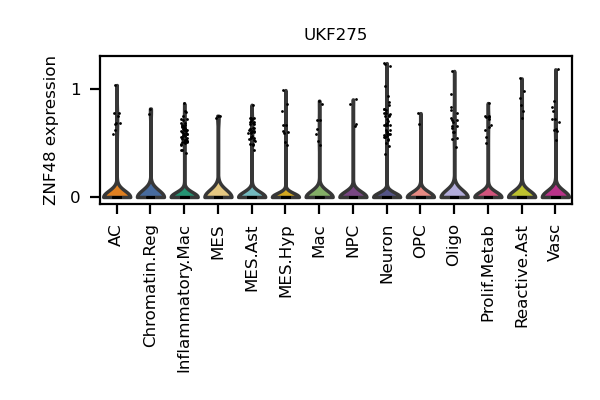 UKF275
ZNF48 expression
1
0
AC
Chromatin.Reg
Inflammatory.Mac
MES
MES.Ast
MES.Hyp
Mac
NPC
Neuron
OPC
Oligo
Prolif.Metab
Reactive.Ast
Vasc